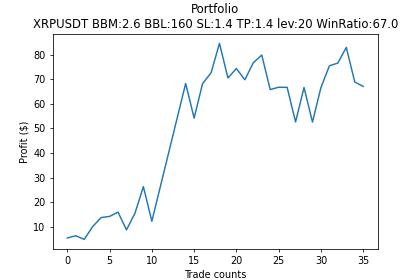 Portfolio
XRPUSDT BBM:2.6 BBL:160 SL:1.4 TP:1.4 lev:20 WinRatio:67.0
80
70
60
50
40
30
20
10
Profit ($)
0 5 10 15 20 25 30 35
Trade counts